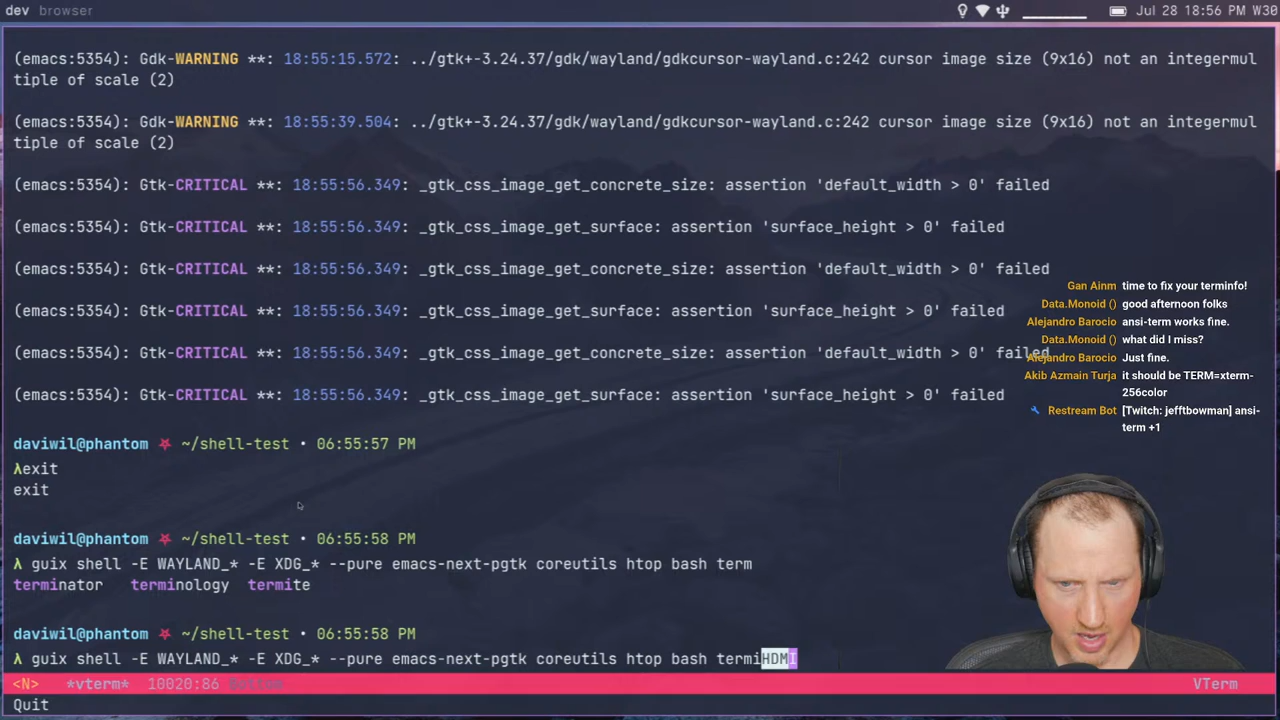 dev browser
Jul 28 18:56 PM W30
(emacs:5354): Gdk-WARNING **: 18:55:15.572: ../gtk+-3.24.37/gdk/wayland/gdkcursor-wayland.c:242 cursor image size (9x16) not an integermul
tiple of scale (2)
(emacs:5354): Gdk-WARNING **: 18:55:39.504: ../gtk+-3.24.37/gdk/wayland/gdkcursor-wayland.c:242 cursor image size (9x16) not an integermul
tiple of scale (2)
(emacs:5354): Gtk-CRITICAL **: 18:55:56.349: _gtk_css_image_get_concrete_size: assertion 'default_width > 0' failed
(emacs:5354): Gtk-CRITICAL **: 18:55:56.349: _gtk_css_image_get_surface: assertion 'surface_height > 0' failed
(emacs:5354): Gtk-CRITICAL **: 18:55:56.349: _gtk_css_image_get_concrete_size: assertion 'default_width > 0' failed
(emacs:5354): Gtk-CRITICAL **: 18:55:56.349: _gtk_css_image_get_surface: assertion 'surface_height > 0' failed
(emacs:5354): Gtk-CRITICAL **: 18:55:56.349: _gtk_css_image_get_concrete_size: assertion 'default_width > 0' failed
(emacs:5354): Gtk-CRITICAL **: 18:55:56.349: _gtk_css_image_get_surface: assertion 'surface_height > 0' failed
Gan Ainm time to fix your terminfo!
Data.Monoid () good afternoon folks
Alejandro Barocio ansi-term works fine.
Data.Monoid () what did I miss?
Alejandro Barocio Just fine.
Akib Azmain Turja it should be TERM=xterm-
256color
Restream Bot [Twitch: jefftbowman] ansi-
term +1
daviwil@phantom ~/shell-test • 06:55:57 PM
λexit
exit
daviwil@phantom ~/shell-test • 06:55:58 PM
λ guix shell -E WAYLAND_* -E XDG_* --pure emacs-next-pgtk coreutils htop bash term
terminator terminology termite
daviwil@phantom ~/shell-test • 06:55:58 PM
λ guix shell -E WAYLAND_* -E XDG_* --pure emacs-next-pgtk coreutils htop bash termiHDMI
<N> *vterm* 10020:86 Bottom VTerm
Quit